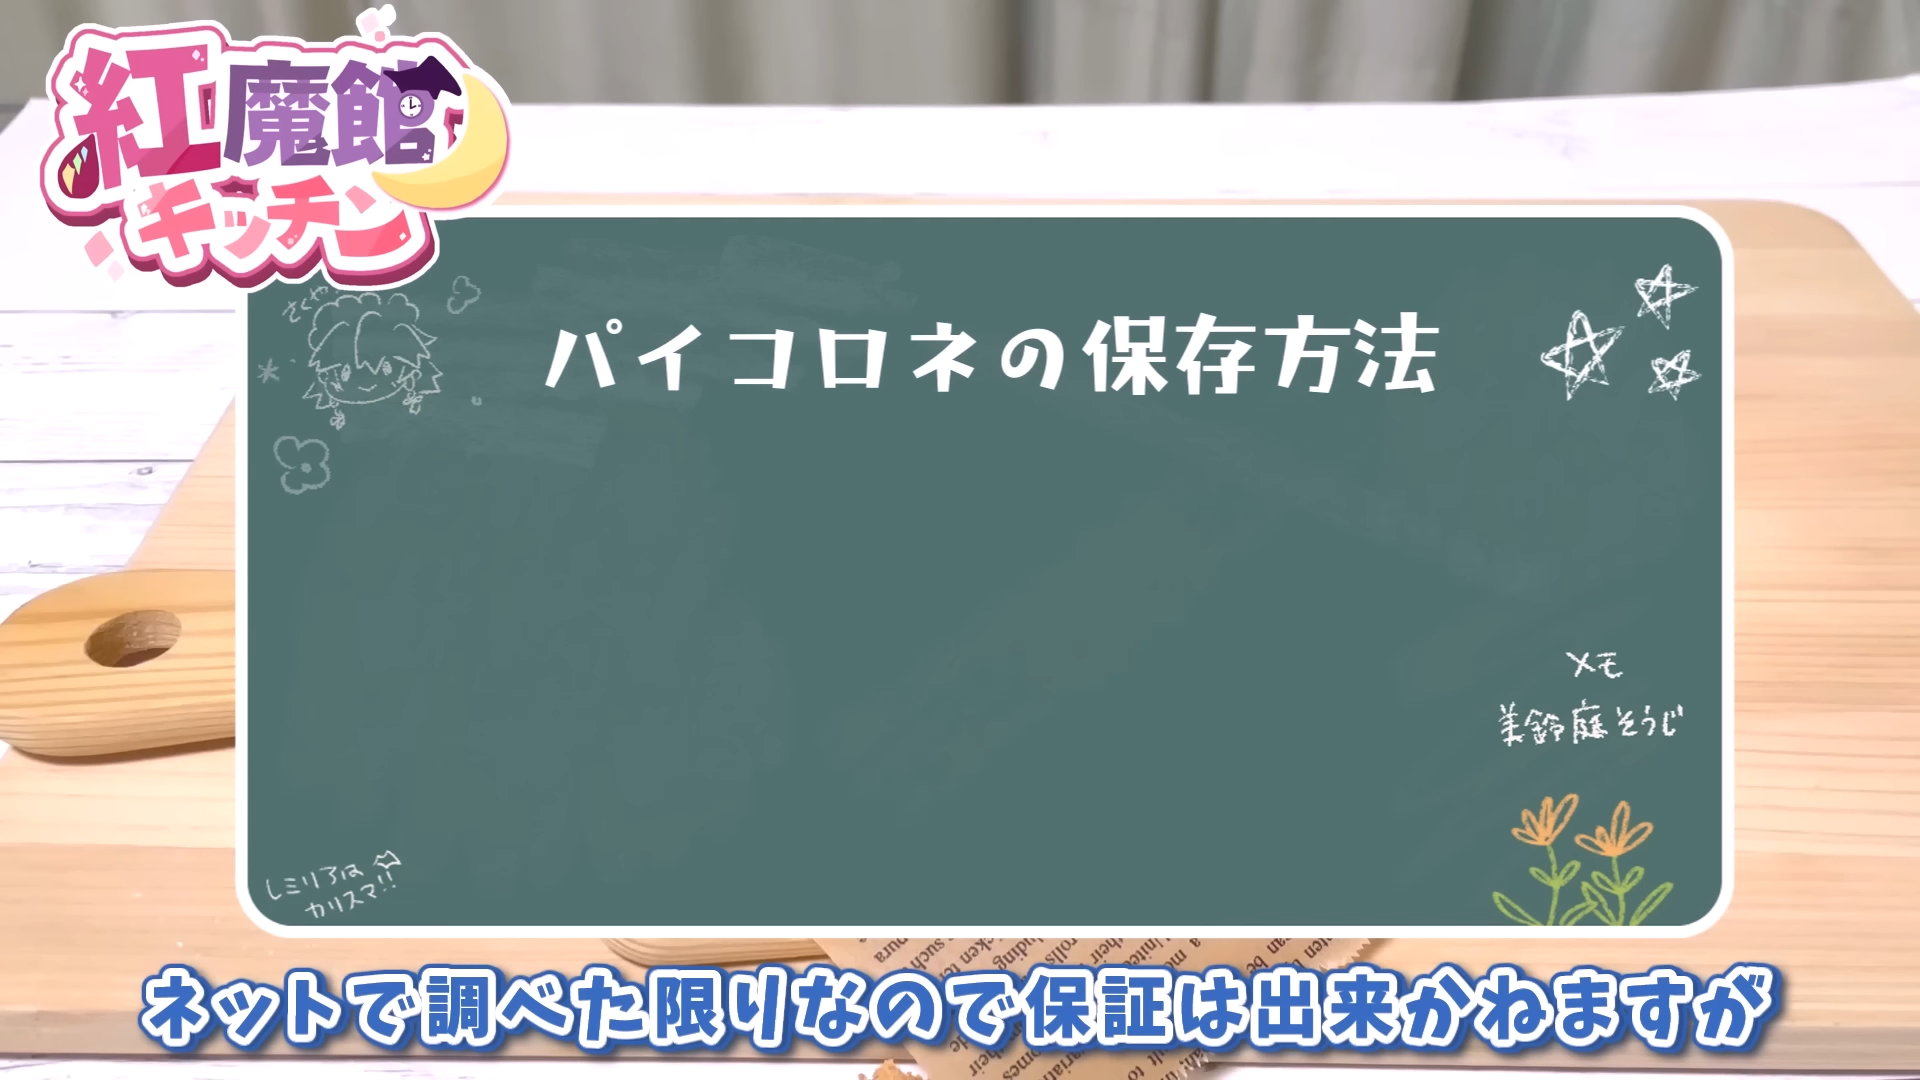 紅魔館
キッチン
さくや
パイコロネの保存方法
メモ
美鈴庭そうじ
レミリアは
カリスマ!!
ネットで調べた限りなので保証は出来かねますが